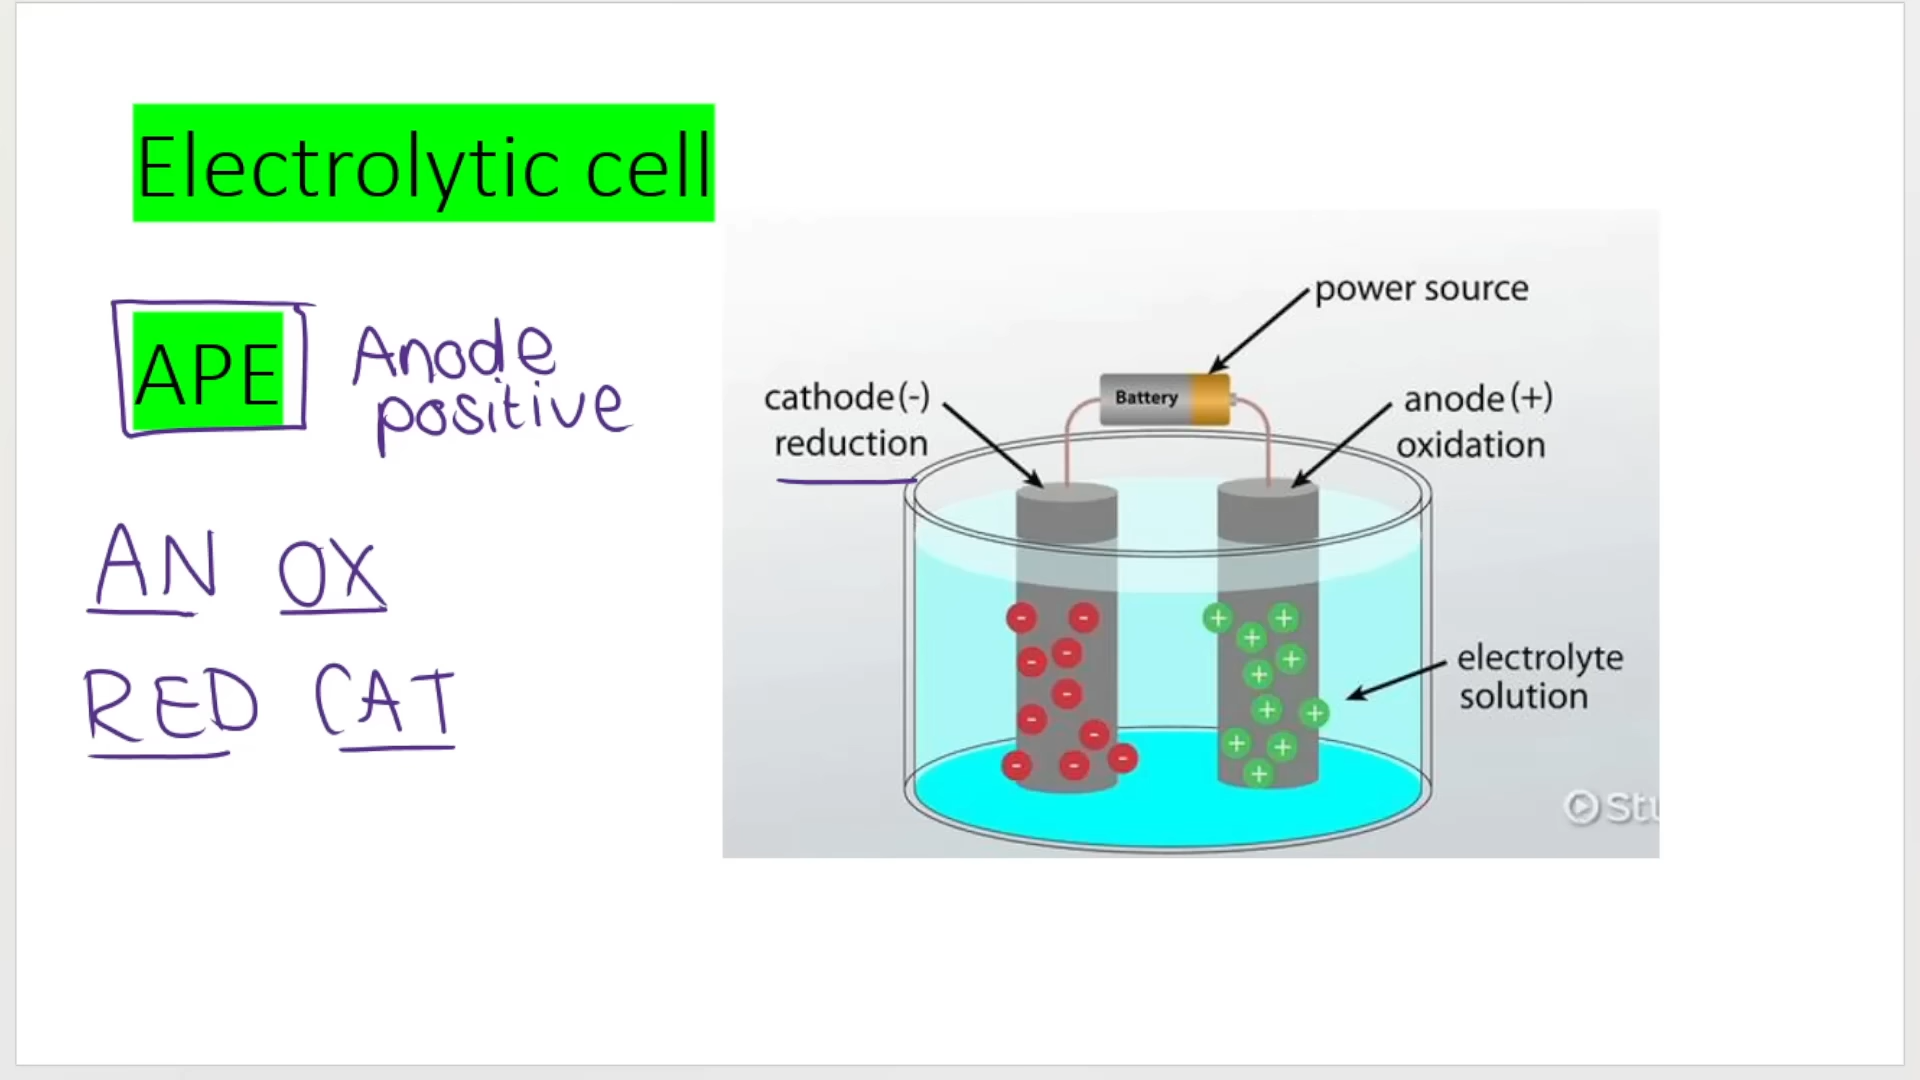 Electrolytic cell
APE
Anode
positive
AN OX
RED CAT
power source
cathode (-)
reduction
Battery
anode (+)
oxidation
electrolyte
solution